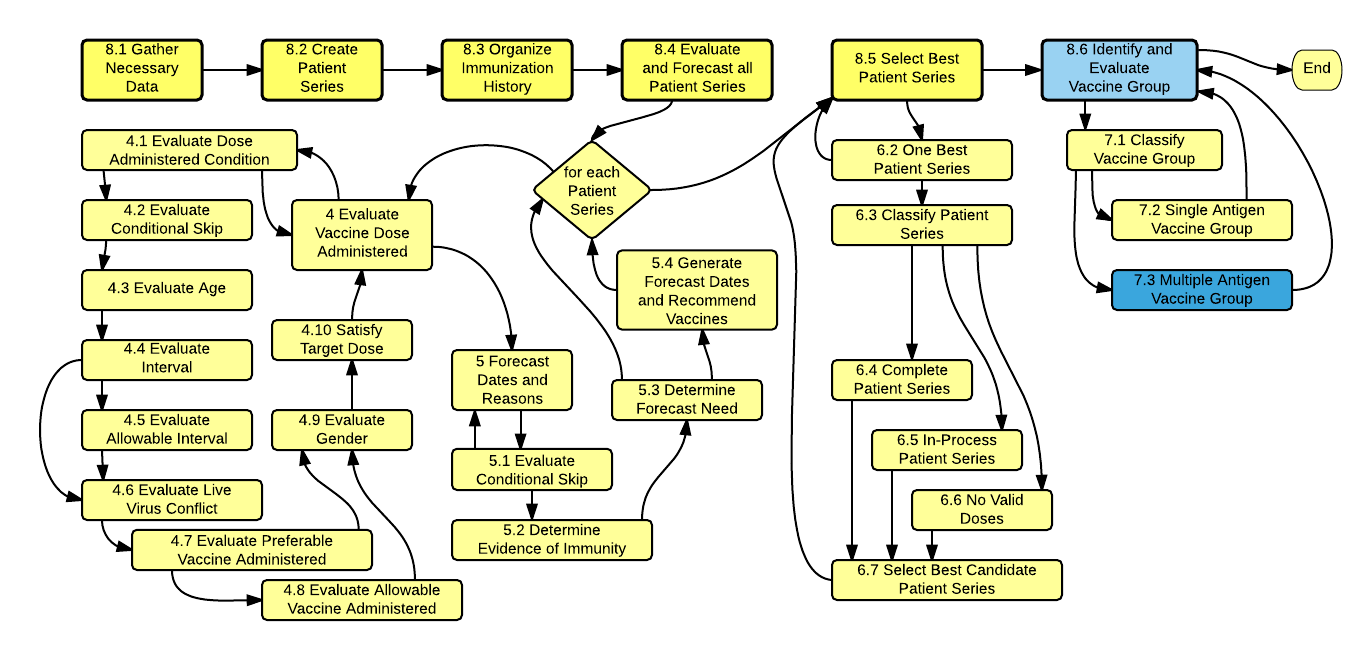 8.1 Gather
Necessary
Data
8.2 Create
Patient
Series
8.3 Organize
Immunization
History
8.4 Evaluate
and Forecast all
Patient Series
8.5 Select Best
Patient Series
8.6 Identify and
Evaluate
Vaccine Group
End
4.1 Evaluate Dose
Administered Condition
4.2 Evaluate
Conditional Skip
4.3 Evaluate Age
4.4 Evaluate
Interval
4.5 Evaluate
Allowable Interval
4.6 Evaluate Live
Virus Conflict
4.7 Evaluate Preferable
Vaccine Administered
4.8 Evaluate Allowable
Vaccine Administered
4 Evaluate
Vaccine Dose
Administered
4.10 Satisfy
Target Dose
4.9 Evaluate
Gender
for each
Patient
Series
5 Forecast
Dates and
Reasons
5.1 Evaluate
Conditional Skip
5.2 Determine
Evidence of Immunity
5.4 Generate
Forecast Dates
and Recommend
Vaccines
5.3 Determine
Forecast Need
6.2 One Best
Patient Series
6.3 Classify Patient
Series
6.4 Complete
Patient Series
6.5 In-Process
Patient Series
6.6 No Valid
Doses
6.7 Select Best Candidate
Patient Series
7.1 Classify
Vaccine Group
7.2 Single Antigen
Vaccine Group
7.3 Multiple Antigen
Vaccine Group